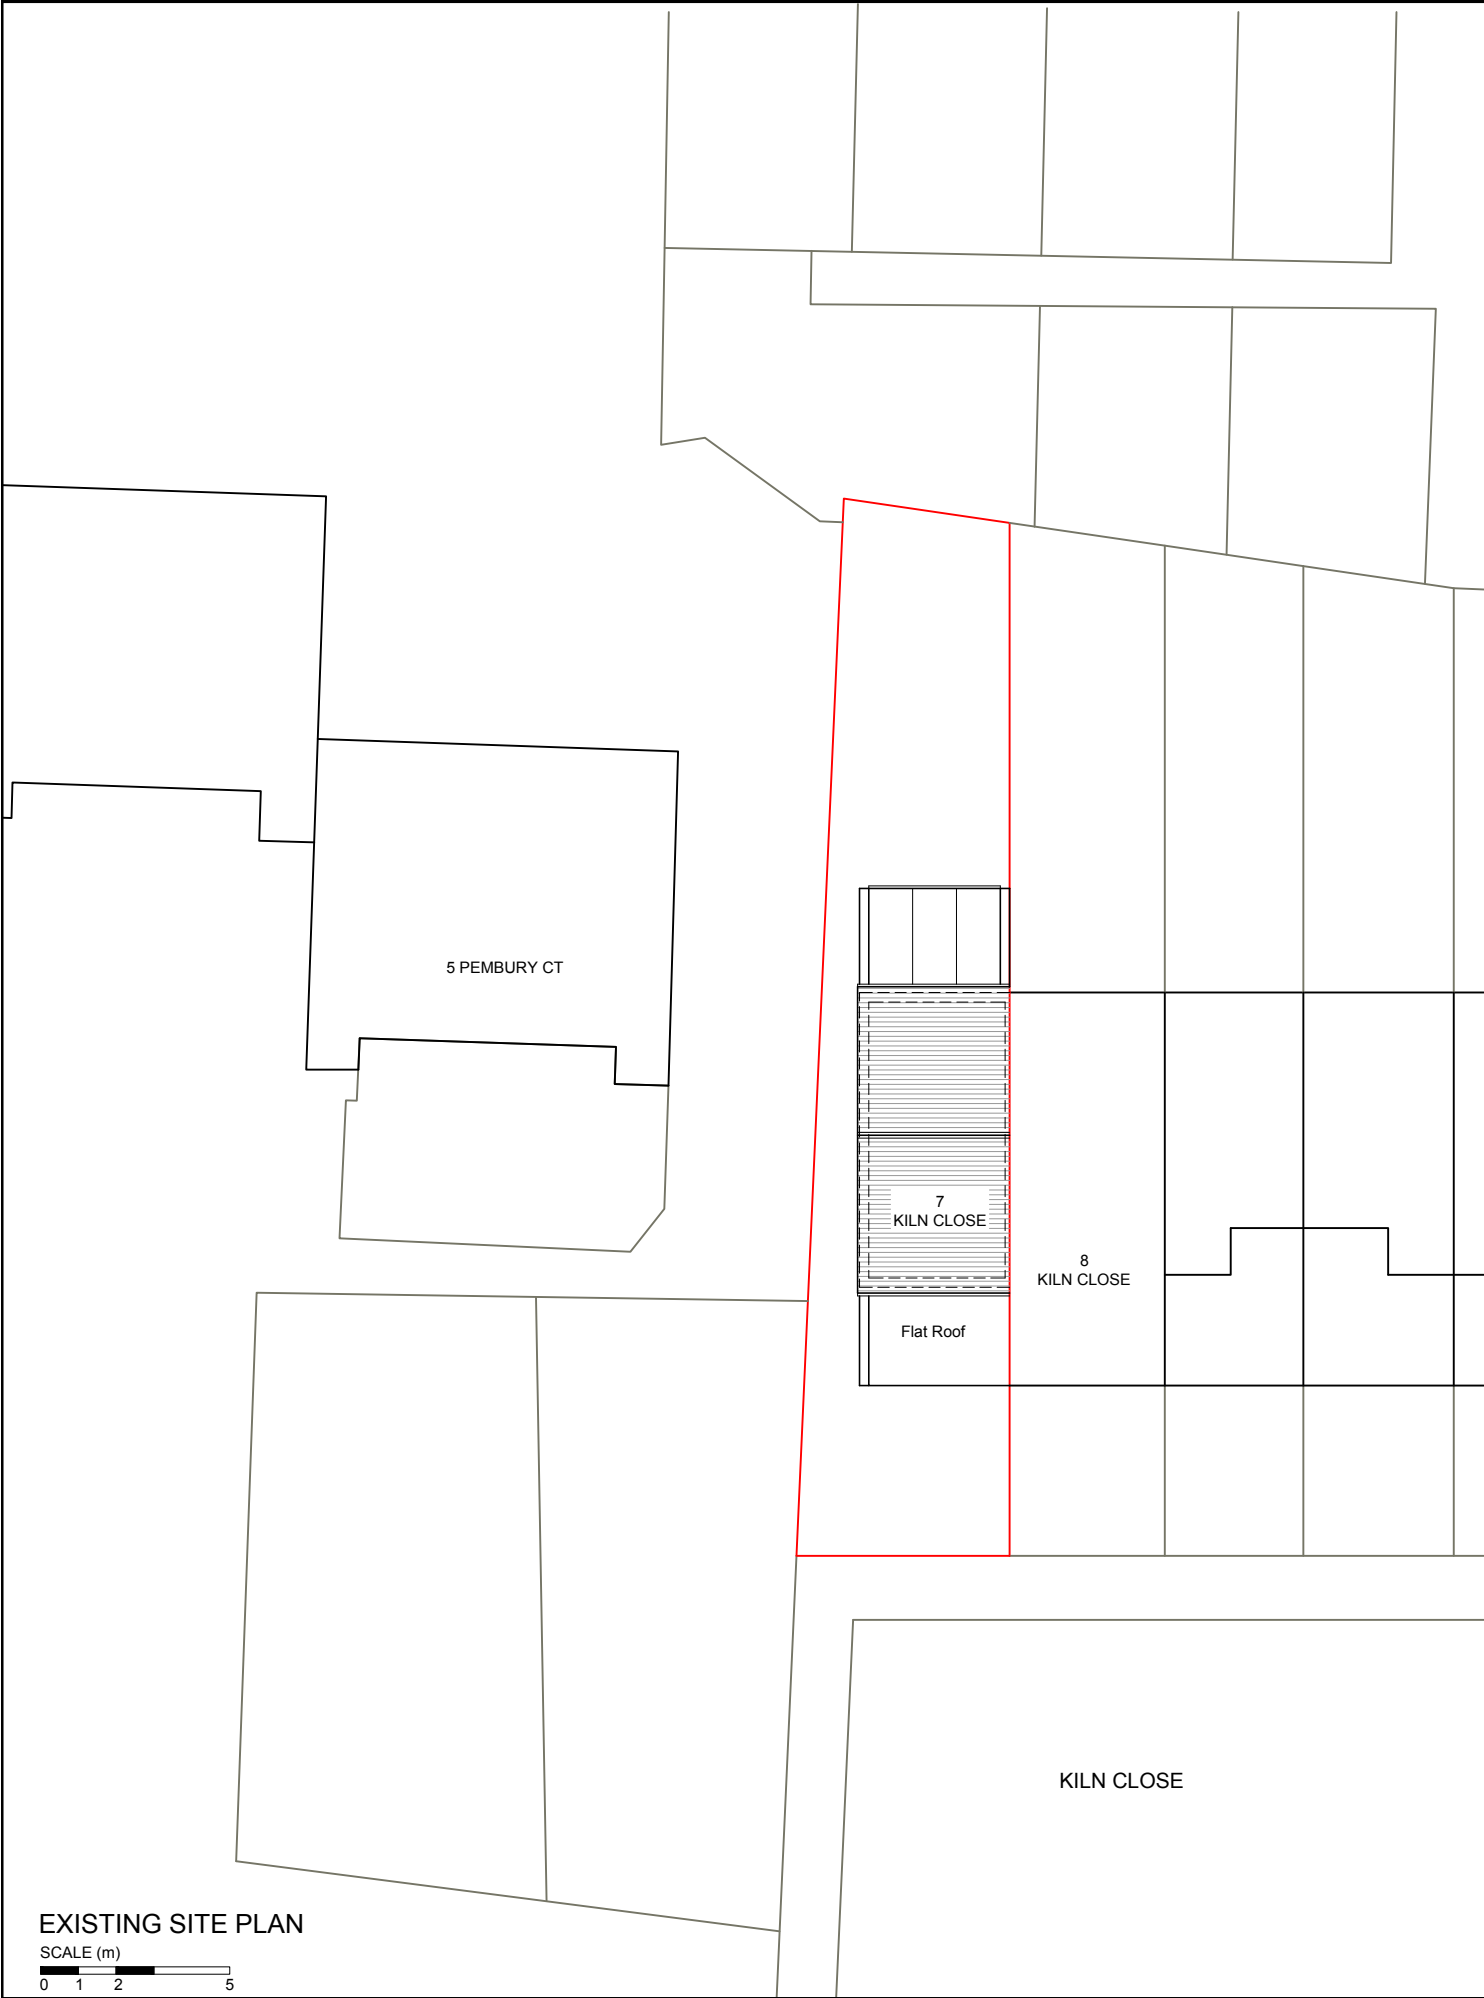 5 PEMBURY CT
7
KILN CLOSE
8
KILN CLOSE
Flat Roof
KILN CLOSE
EXISTING SITE PLAN
SCALE (m)
0 1 2 5